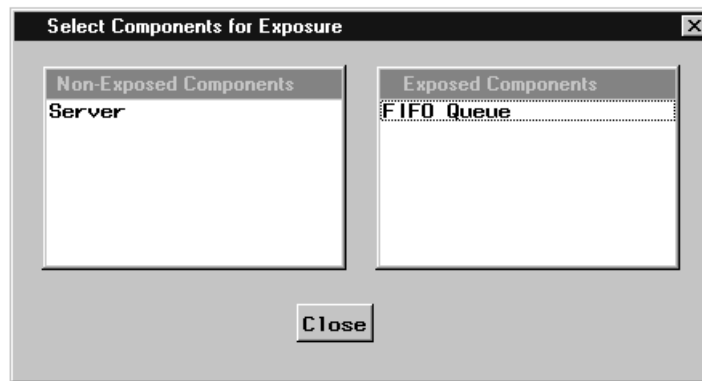 Select Components for Exposure
Non-Exposed Components
Server
Exposed Components
FIFO Queue
Close